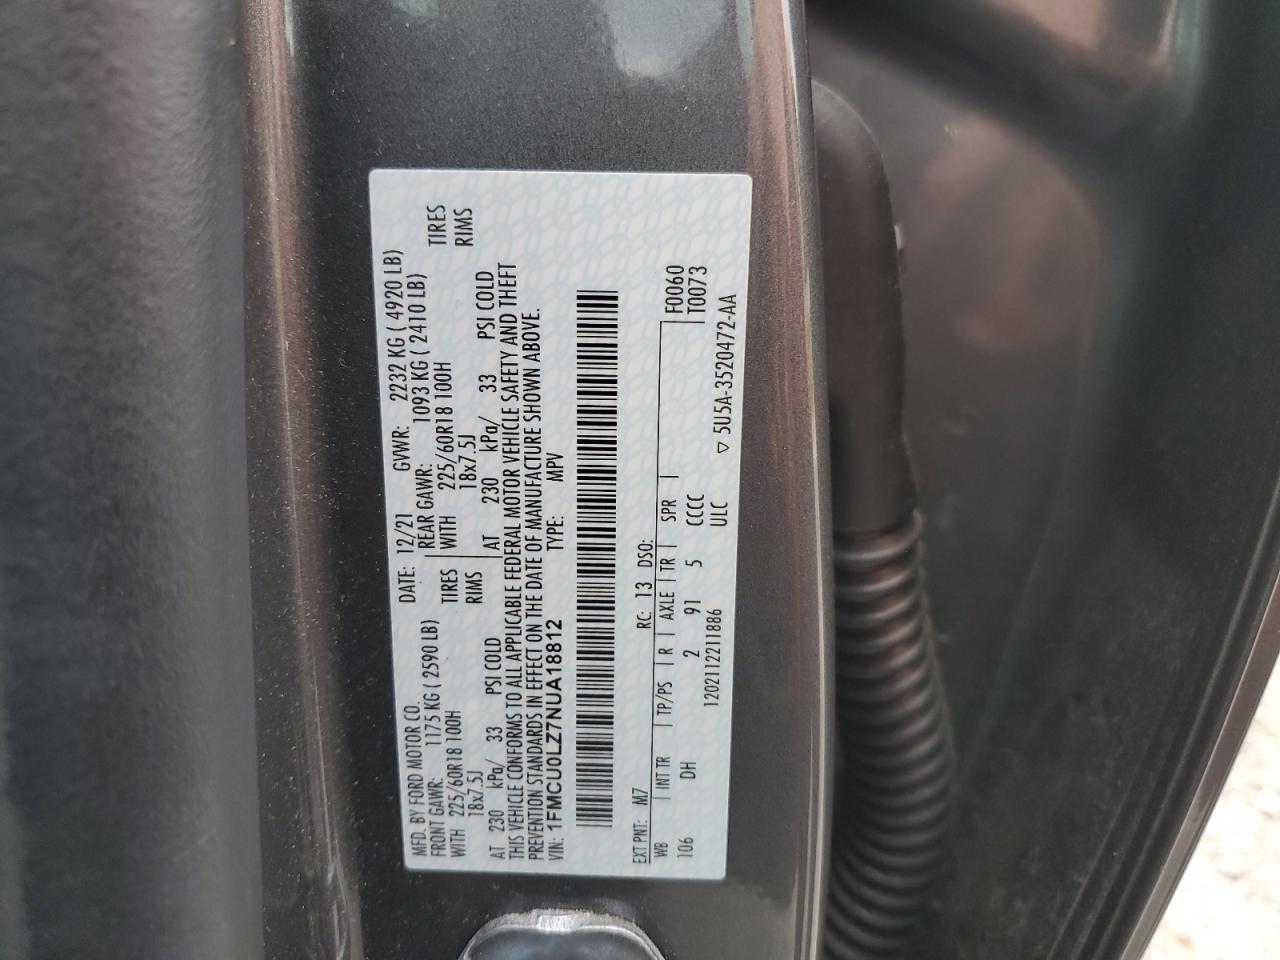 MFD. BY FORD MOTOR CO. DATE: 12/21 GVWR: 2232 KG ( 4920 LB)
FRONT GAWR: 1175 KG ( 2590 LB) REAR GAWR: 1093 KG ( 2410 LB)
WITH 225/60R18 100H TIRES WITH 225/60R18 100H TIRES
18x7.5J RIMS 18x7.5J RIMS
AT 230 kPa/ 33 PSI COLD AT 230 kPa/ 33 PSI COLD
THIS VEHICLE CONFORMS TO ALL APPLICABLE FEDERAL MOTOR VEHICLE SAFETY AND THEFT
PREVENTION STANDARDS IN EFFECT ON THE DATE OF MANUFACTURE SHOWN ABOVE.
VIN: 1FMCU0LZ7NUA18812 TYPE: MPV
EXT PNT: M7 RC: 13 DSO: F0060
WB | INT TR | TP/PS | R | AXLE | TR | SPR | T0073
106 DH 2 91 5 CCCC
1202112211886 ULC ▽ 5U5A-3520472-AA